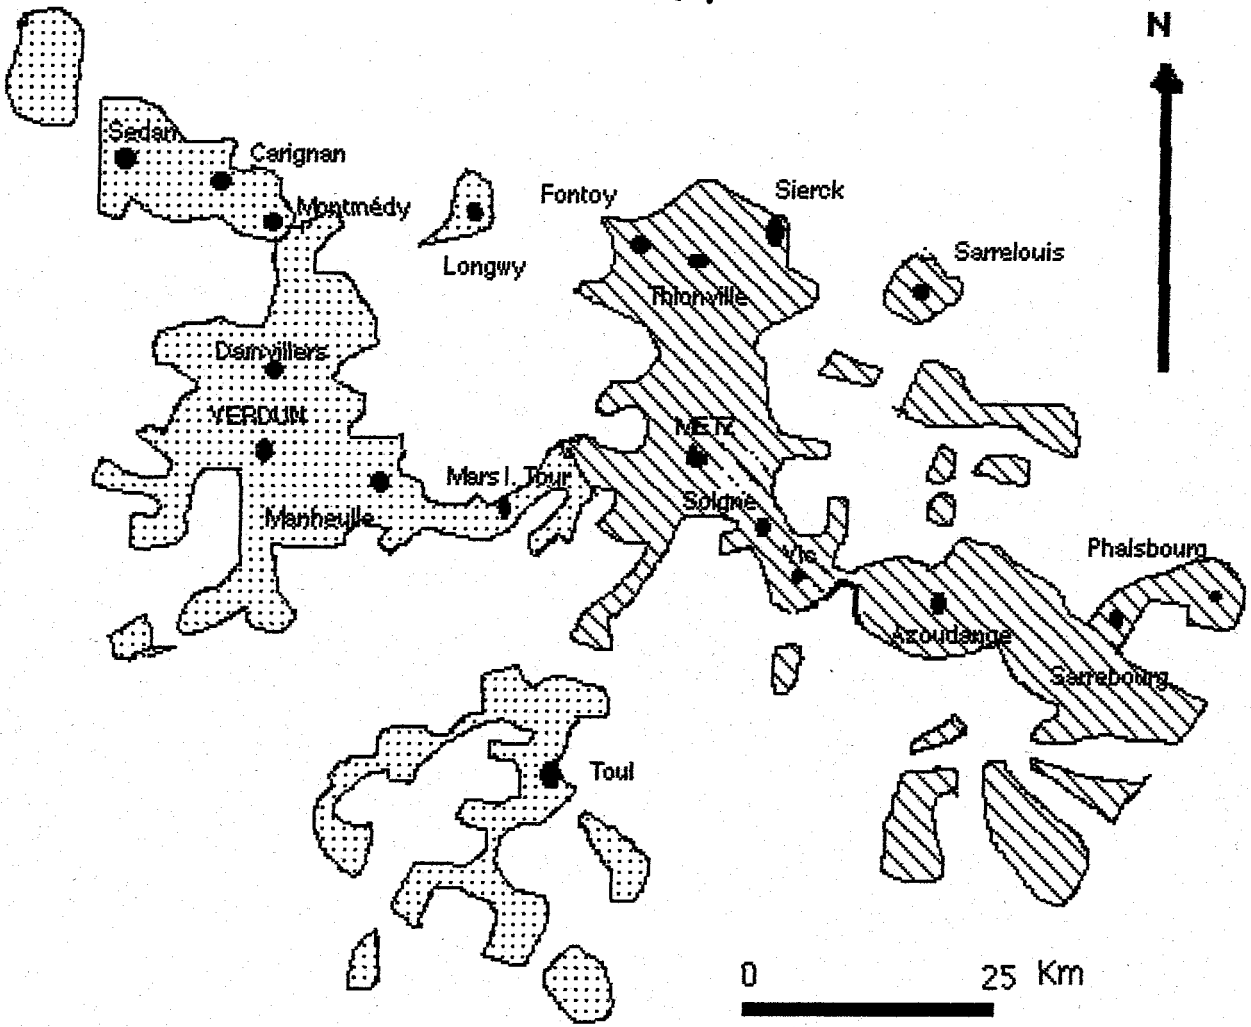 N
Sedan
Carignan
Montmédy
Fontoy
Sierck
Longwy
Sarrelouis
Thionville
Damvillers
VERDUN
METZ
Mars l. Tour
Soigne
Manheulle
Vic
Phalsbourg
Azoudange
Sarrebourg
Toul
0 25 Km